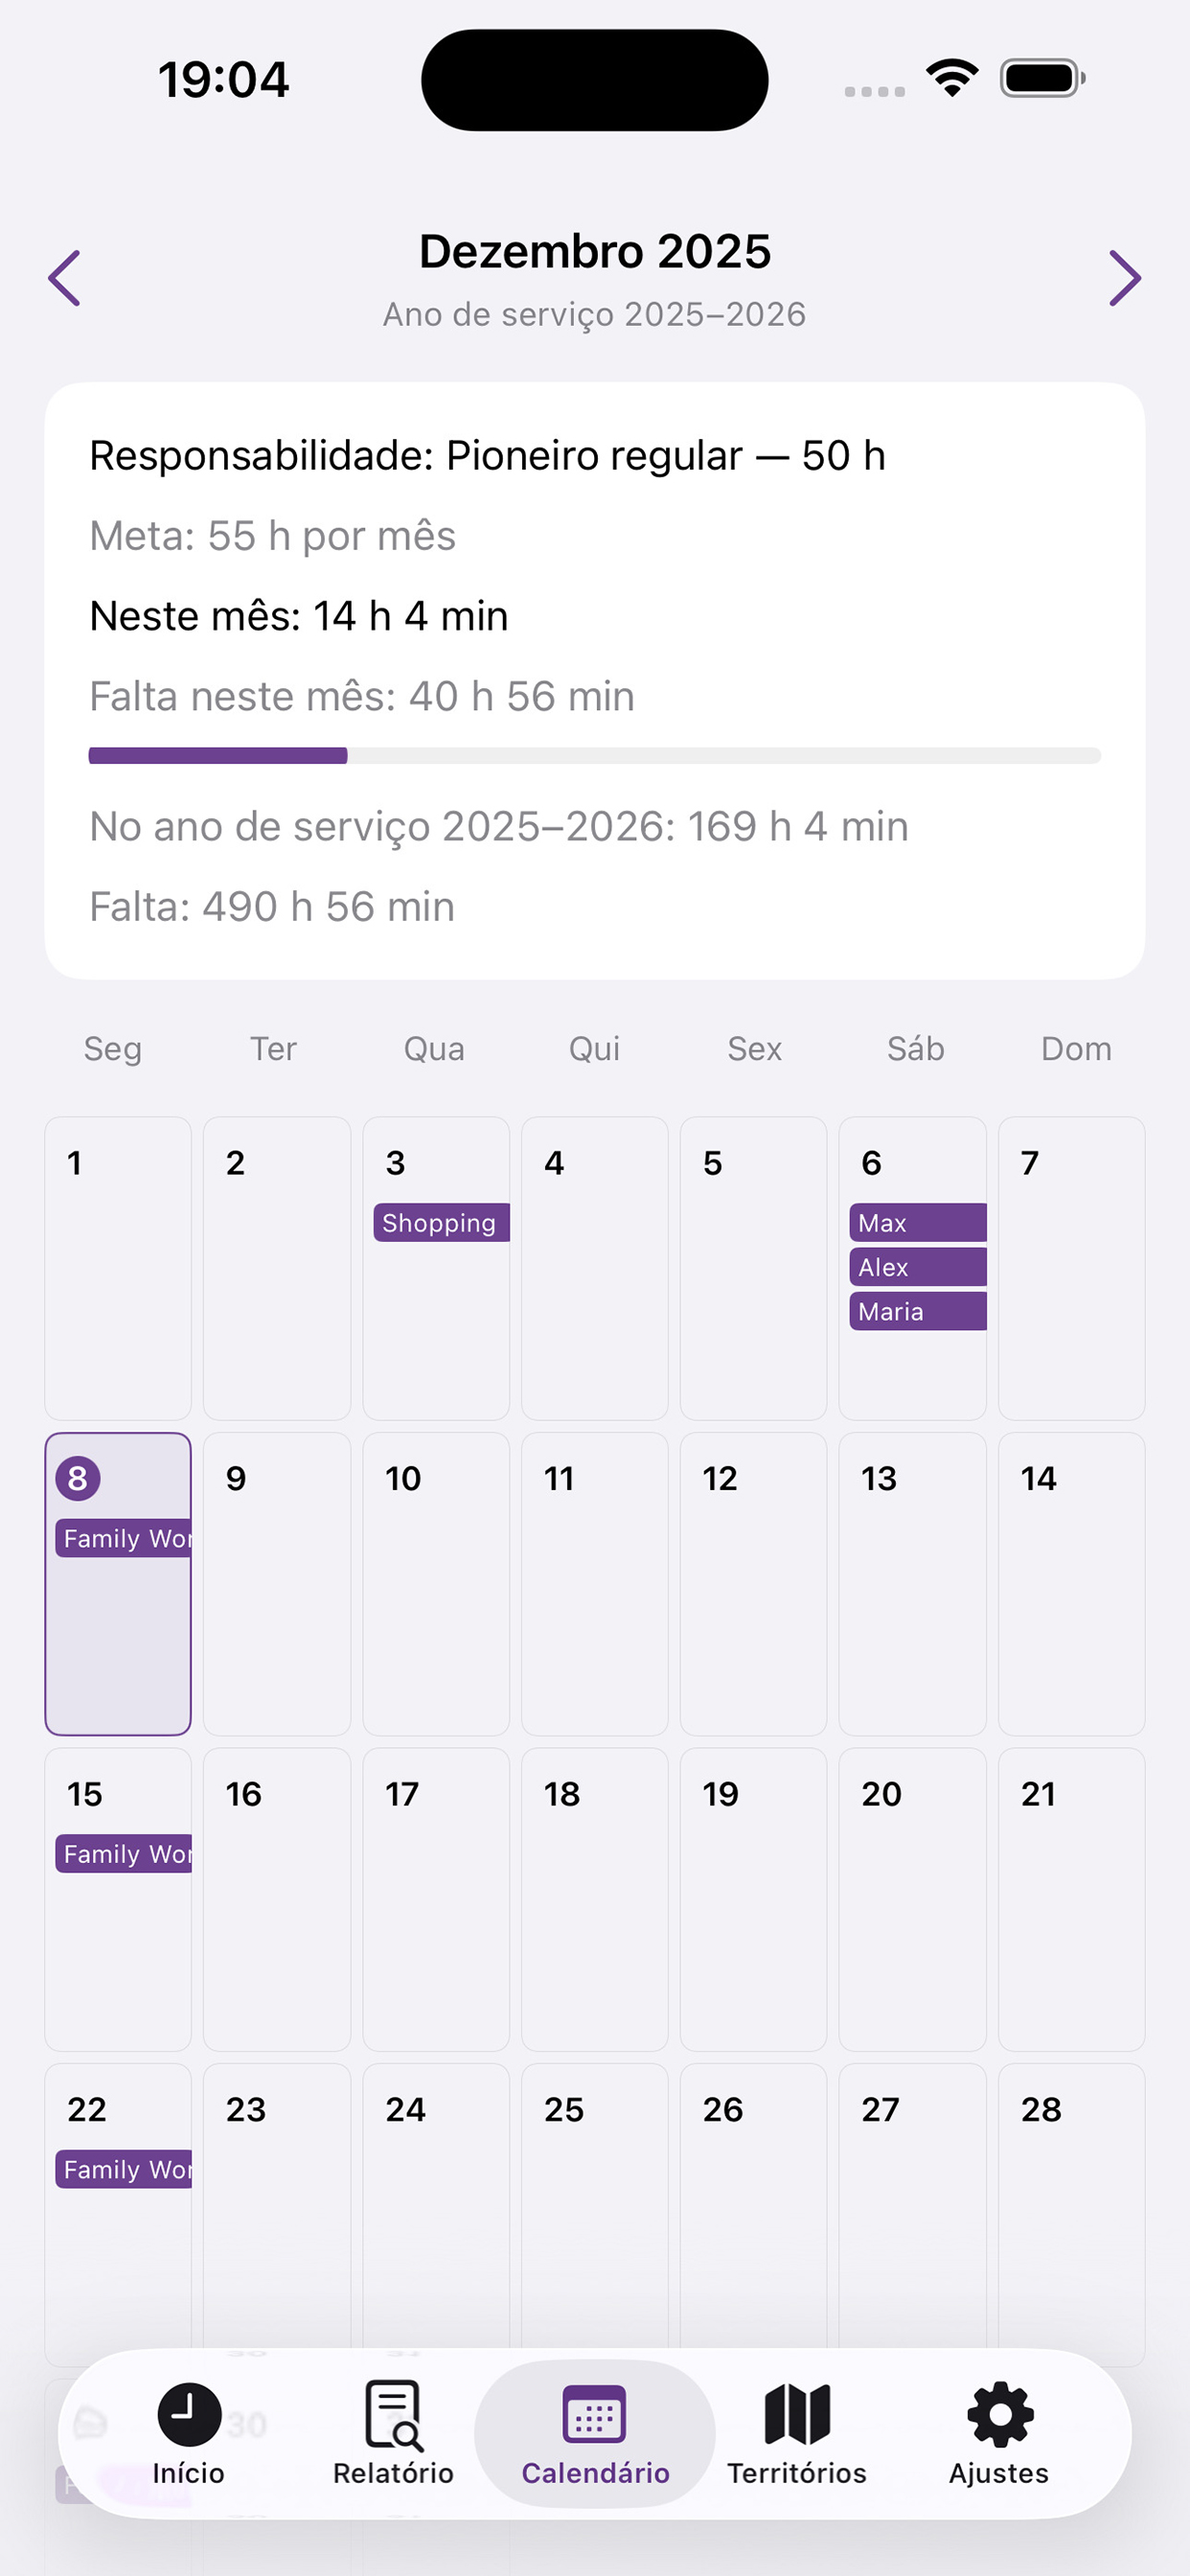 19:04
Dezembro 2025
Ano de serviço 2025–2026
Responsabilidade: Pioneiro regular — 50 h
Meta: 55 h por mês
Neste mês: 14 h 4 min
Falta neste mês: 40 h 56 min
No ano de serviço 2025–2026: 169 h 4 min
Falta: 490 h 56 min
Seg Ter Qua Qui Sex Sáb Dom
1 2 3 4 5 6 7
Shopping Max
Alex
Maria
8 9 10 11 12 13 14
Family Wor
15 16 17 18 19 20 21
Family Wor
22 23 24 25 26 27 28
Family Wor
30
Início Relatório Calendário Territórios Ajustes